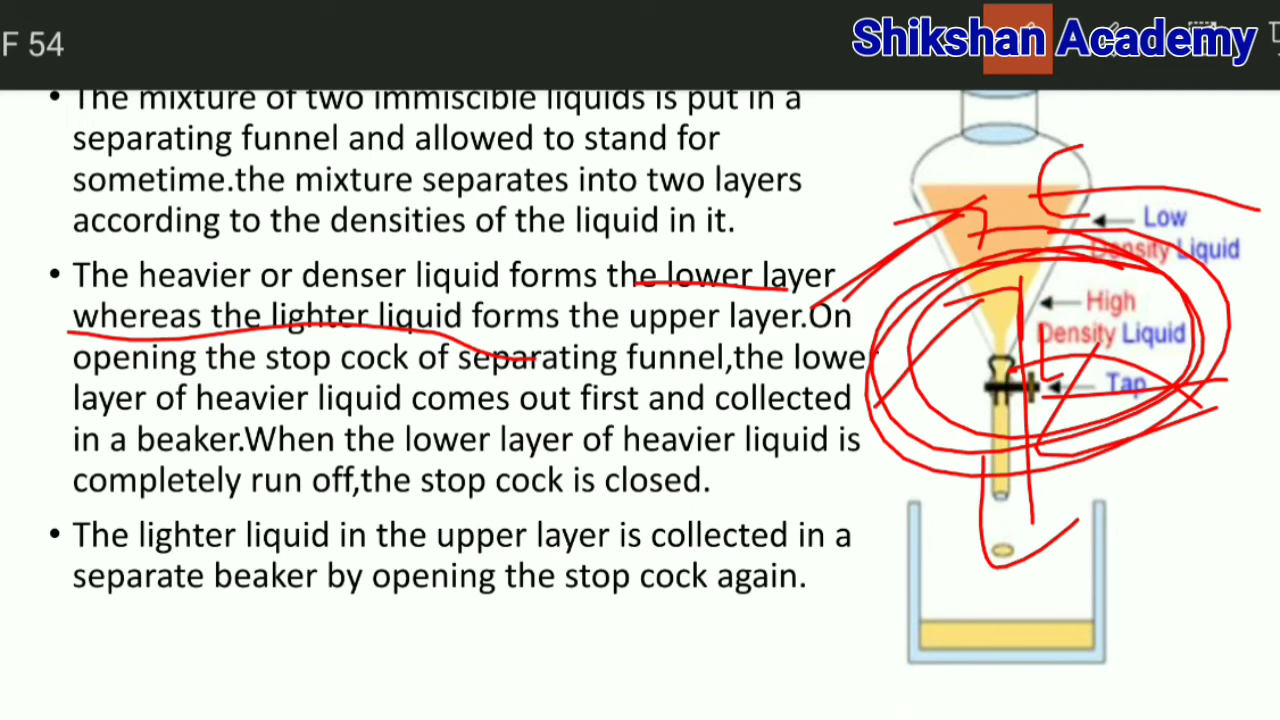 F 54
Shikshan Academy
• The mixture of two immiscible liquids is put in a
separating funnel and allowed to stand for
sometime.the mixture separates into two layers
according to the densities of the liquid in it.
• The heavier or denser liquid forms the lower layer
whereas the lighter liquid forms the upper layer.On
opening the stop cock of separating funnel,the lowe
layer of heavier liquid comes out first and collected
in a beaker.When the lower layer of heavier liquid is
completely run off,the stop cock is closed.
• The lighter liquid in the upper layer is collected in a
separate beaker by opening the stop cock again.
Low
Density Liquid
High
Density Liquid
Tap